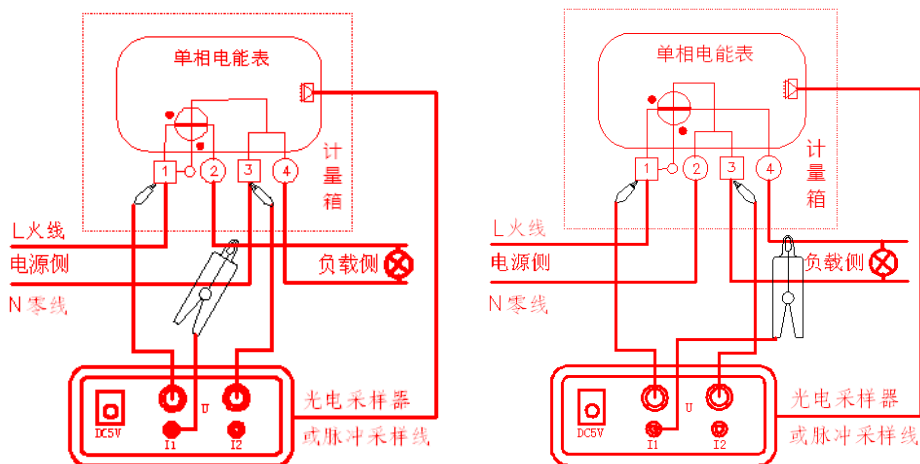 单相电能表
1 2 3 4
计量箱
L火线
电源侧
负载侧
N零线
U
DC5V
I1 I2
光电采样器
或脉冲采样线
单相电能表
1 2 3 4
计量箱
L火线
电源侧
负载侧
N零线
U
DC5V
I1 I2
光电采样器
或脉冲采样线